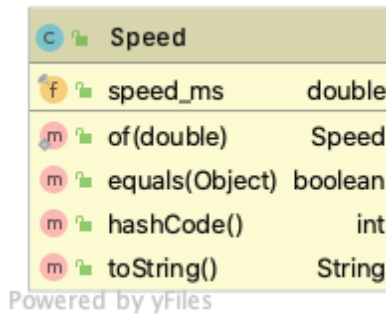 C Speed
f speed_ms double
m of(double) Speed
m equals(Object) boolean
m hashCode() int
m toString() String
Powered by yFiles